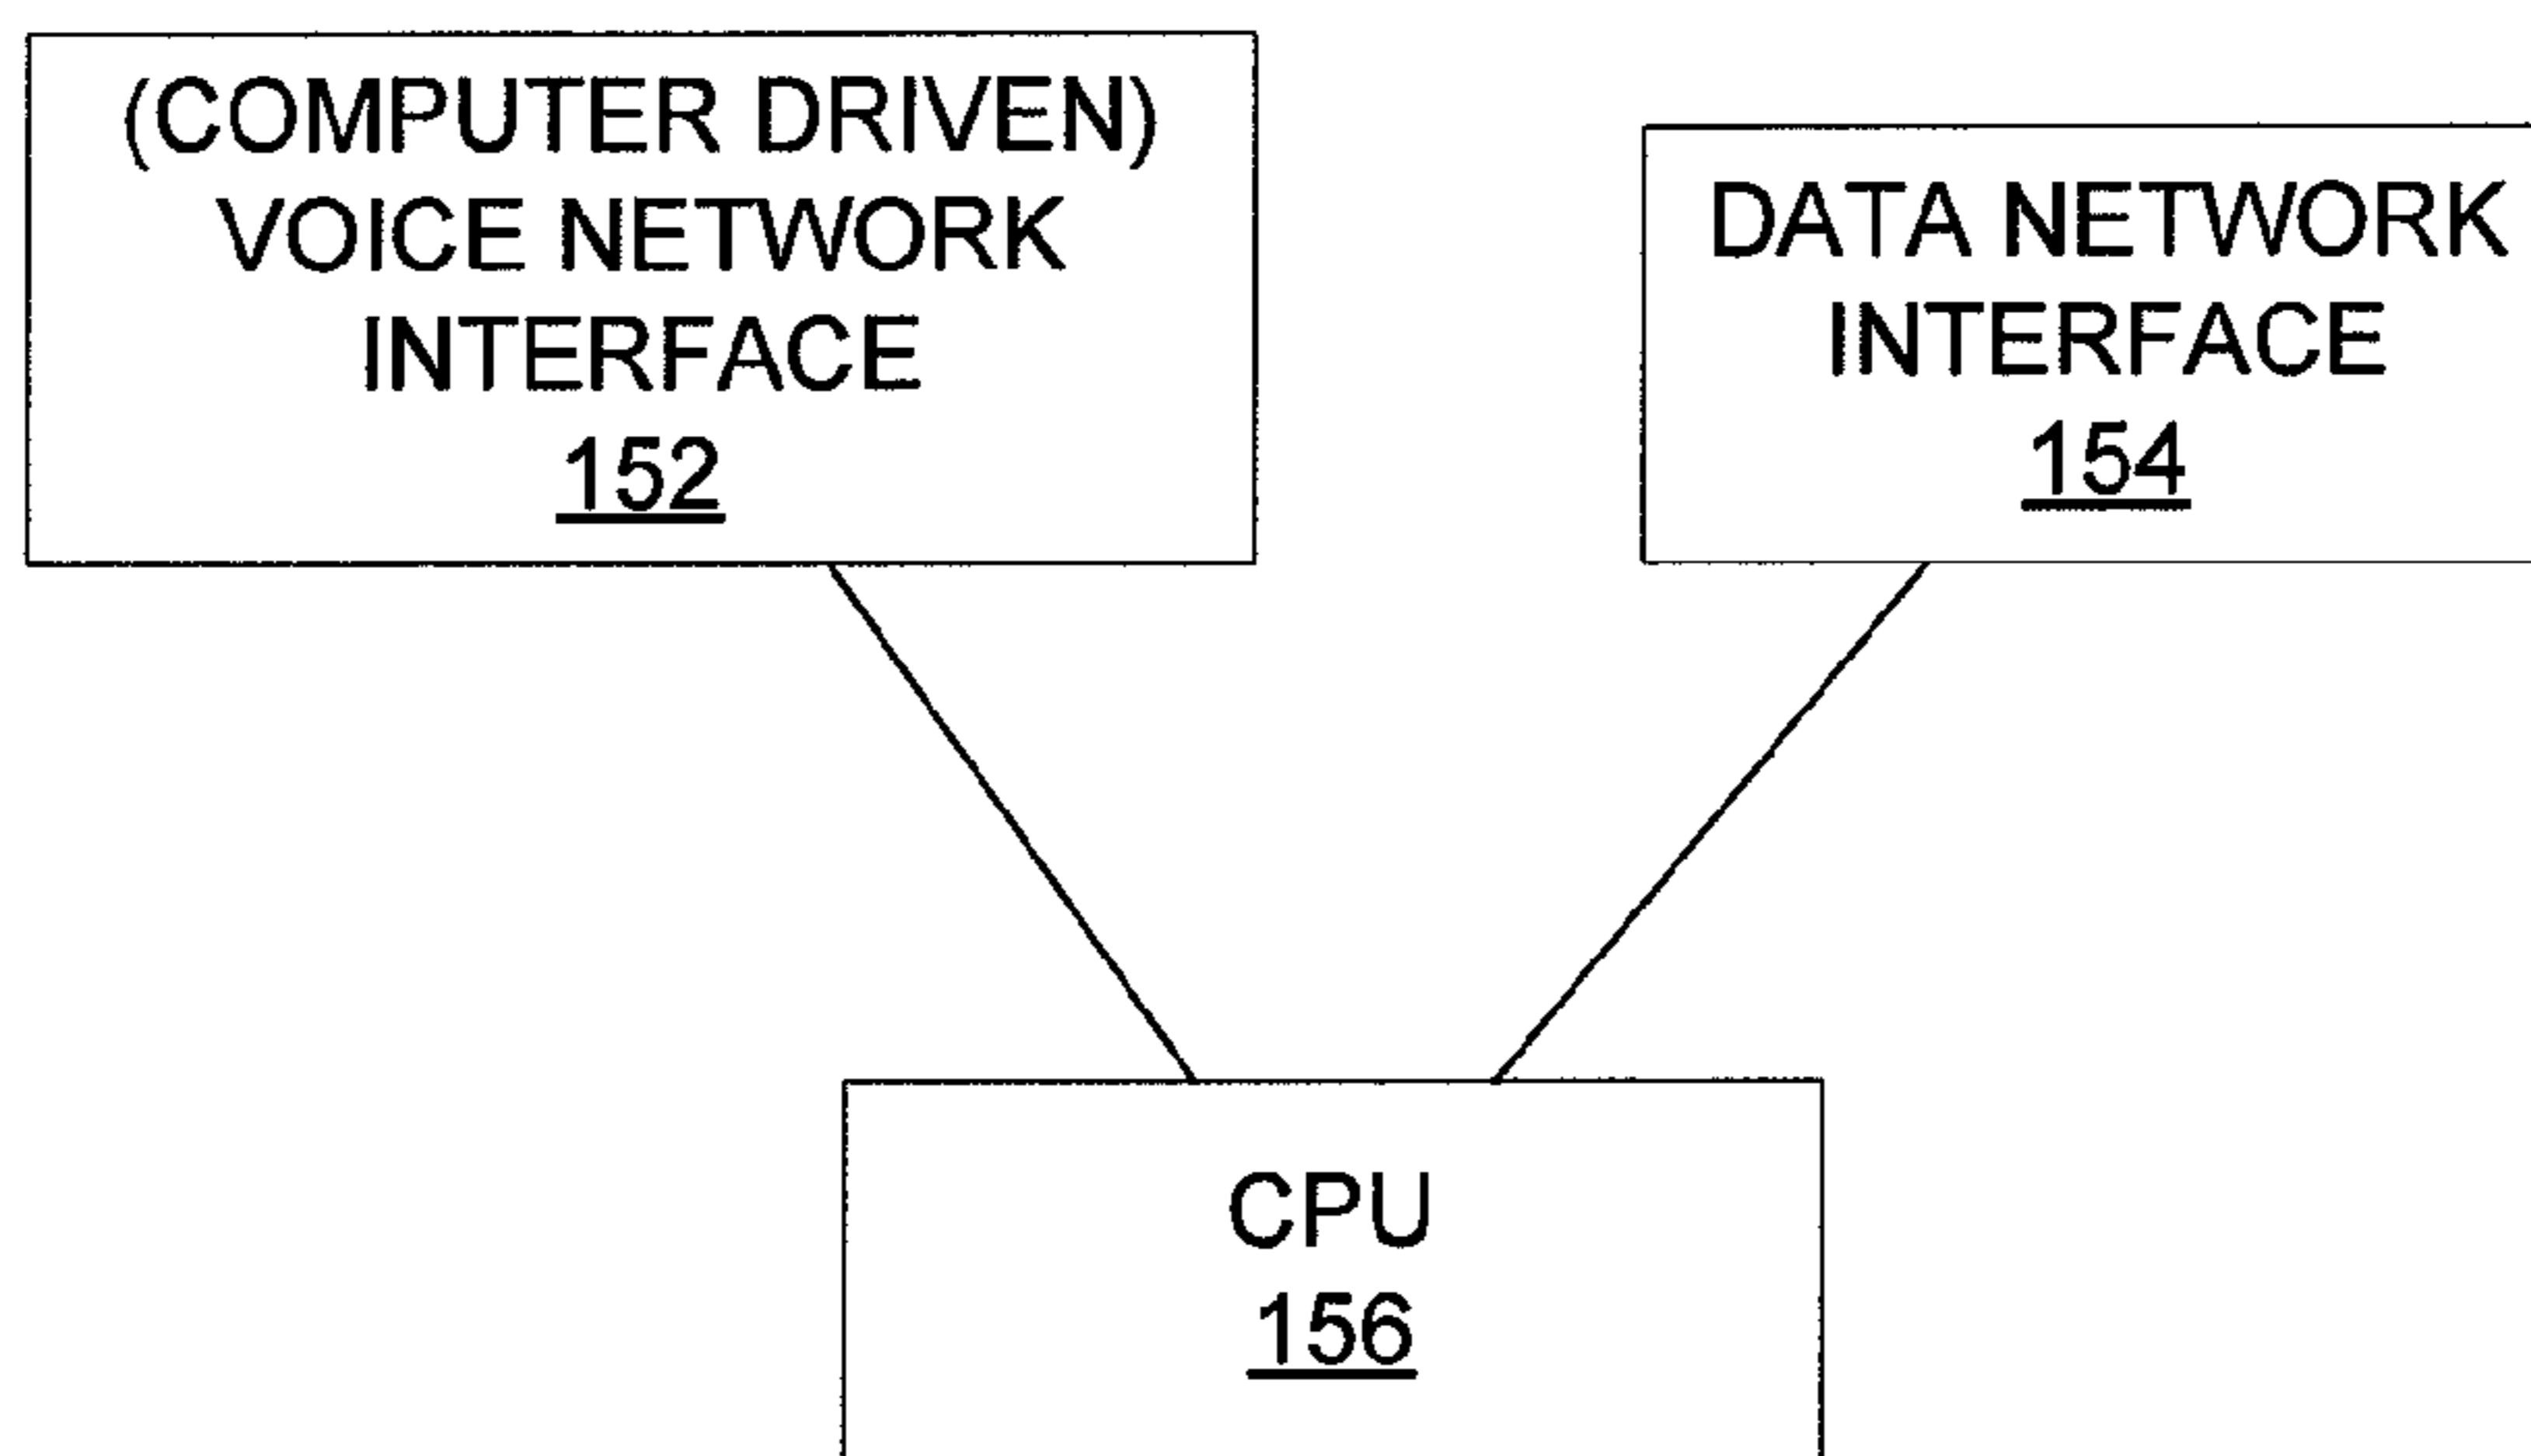 (COMPUTER DRIVEN)
VOICE NETWORK
INTERFACE
152
DATA NETWORK
INTERFACE
154
CPU
156